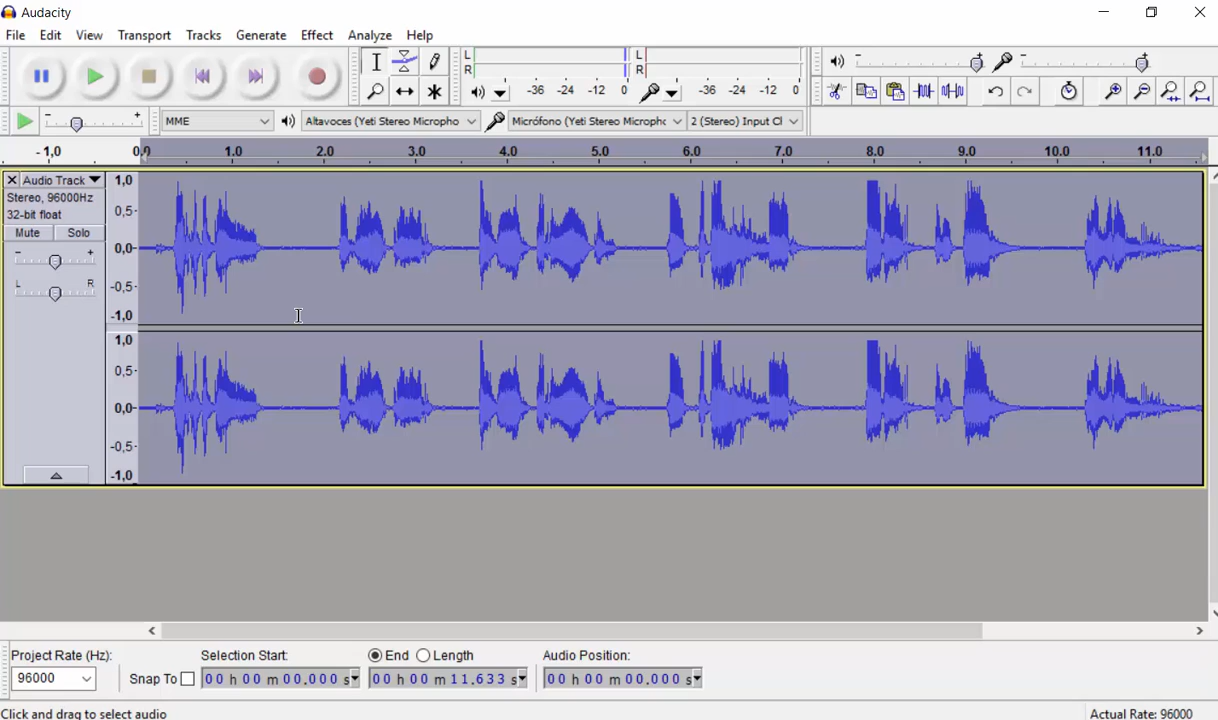 Audacity
File Edit View Transport Tracks Generate Effect Analyze Help
L
R
-36 -24 -12 0
L
R
-36 -24 -12 0
MME
Altavoces (Yeti Stereo Micropho
Micrófono (Yeti Stereo Microphc
2 (Stereo) Input Cl
-1,0 0,0 1.0 2.0 3.0 4.0 5.0 6.0 7.0 8.0 9.0 10.0 11.0
Audio Track
Stereo, 96000Hz
32-bit float
Mute Solo
- +
L R
1,0
0,5-
0,0-
-0,5-
-1,0
1,0
0,5-
0,0-
-0,5-
-1,0
Project Rate (Hz): Selection Start: End Length Audio Position:
96000 Snap To 00 h 00 m 00.000 s 00 h 00 m 11.633 s 00 h 00 m 00.000 s
Click and drag to select audio Actual Rate: 96000